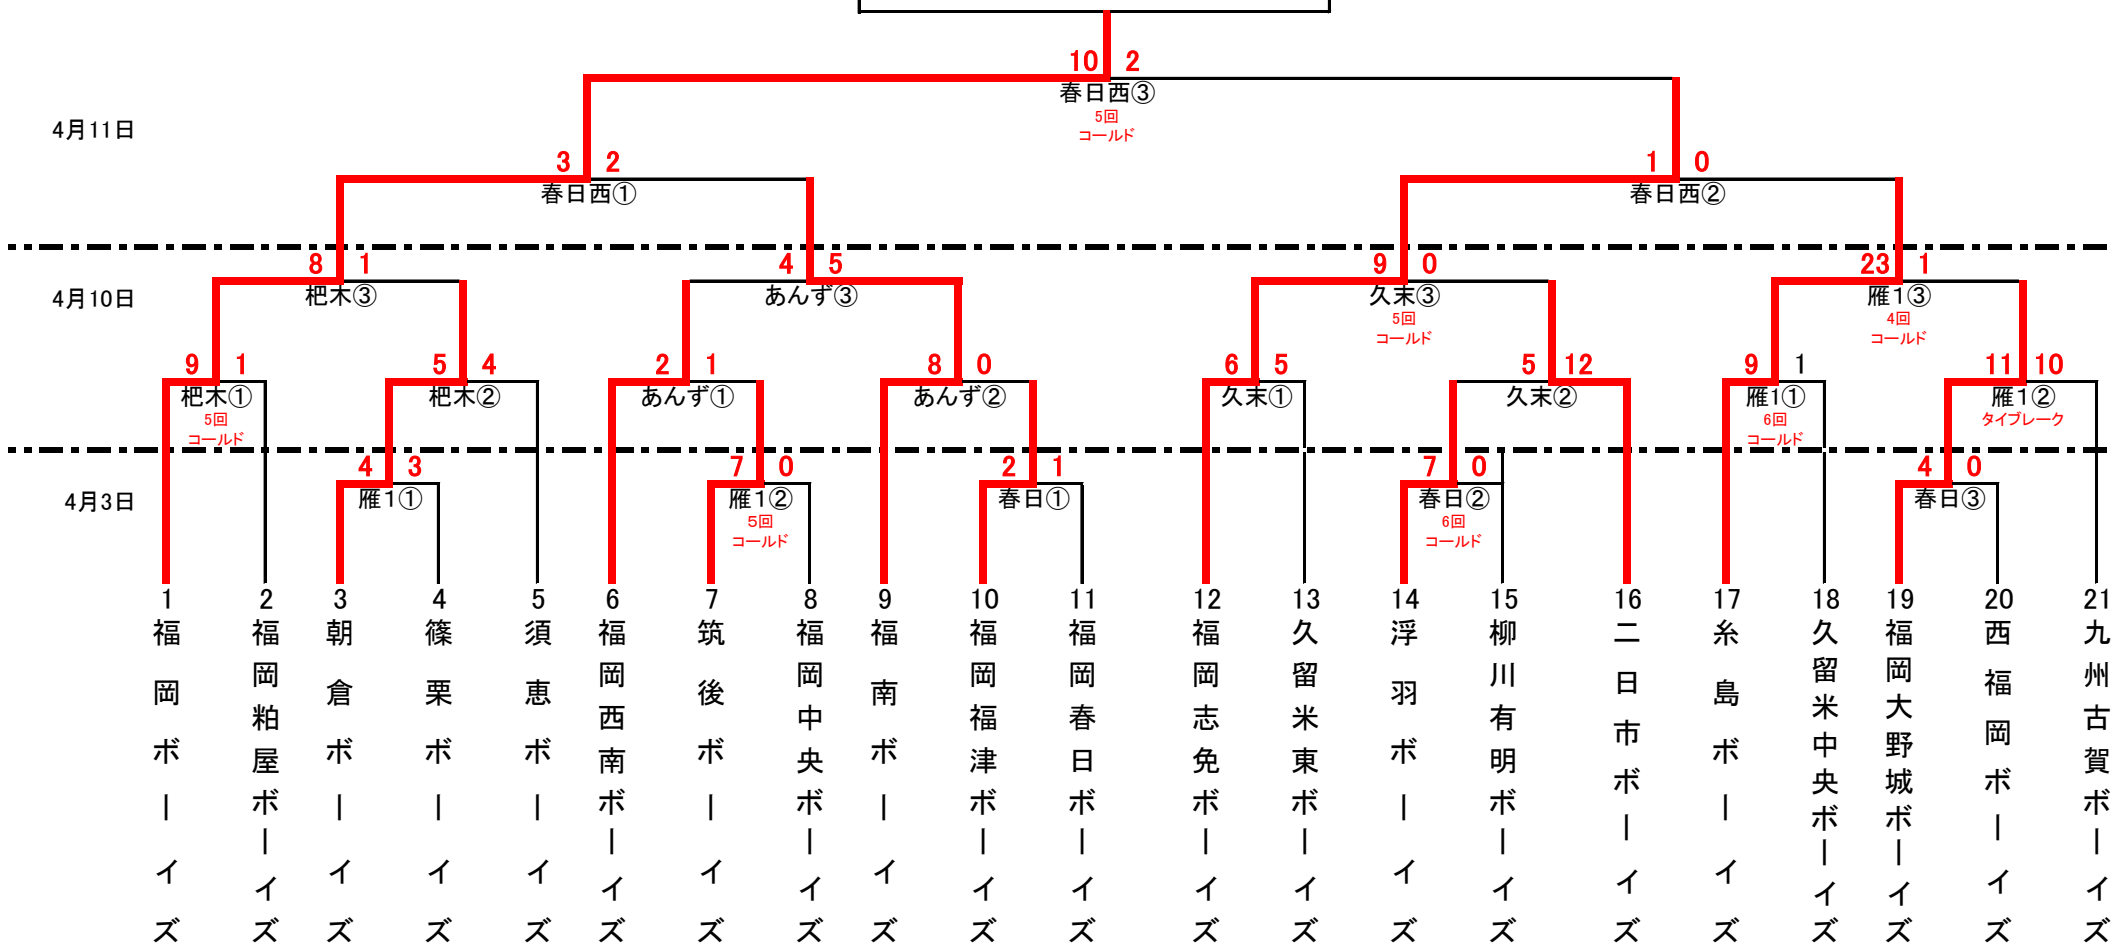 10 2
春日西③
5回
コールド
4月11日
3 2
春日西①
1 0
春日西②
8 1
杷木③
4 5
あんず③
9 0
久末③
5回
コールド
23 1
雁1③
4回
コールド
4月10日
9 1
杷木①
5回
コールド
5 4
杷木②
2 1
あんず①
8 0
あんず②
6 5
久末①
5 12
久末②
9 1
雁1①
6回
コールド
11 10
雁1②
タイブレーク
4月3日
4 3
雁1①
7 0
雁1②
5回
コールド
2 1
春日①
7 0
春日②
6回
コールド
4 0
春日③
1
福岡ボーイズ
2
福岡粕屋ボーイズ
3
朝倉ボーイズ
4
篠栗ボーイズ
5
須恵ボーイズ
6
福岡西南ボーイズ
7
筑後ボーイズ
8
福岡中央ボーイズ
9
福南ボーイズ
10
福岡福津ボーイズ
11
福岡春日ボーイズ
12
福岡志免ボーイズ
13
久留米東ボーイズ
14
浮羽ボーイズ
15
柳川有明ボーイズ
16
二日市ボーイズ
17
糸島ボーイズ
18
久留米中央ボーイズ
19
福岡大野城ボーイズ
20
西福岡ボーイズ
21
九州古賀ボーイズ